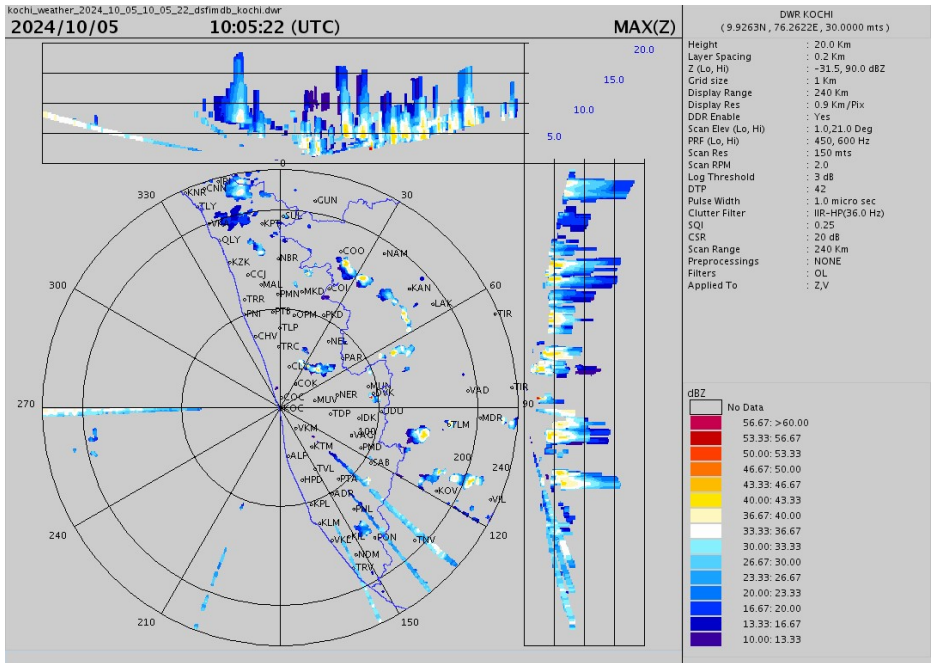 kochi_weather_2024_10_05_10_05_22_dsfimdb_kochi.dwr
2024/10/05 10:05:22 (UTC) MAX(Z)
DWR KOCHI
(9.9263N, 76.2622E, 30.0000 mts)
Height : 20.0 Km
Layer Spacing : 0.2 Km
Z (Lo, Hi) : -31.5, 90.0 dBZ
Grid size : 1 Km
Display Range : 240 Km
Display Res : 0.9 Km/Pix
DDR Enable : Yes
Scan Elev (Lo, Hi) : 1.0,21.0 Deg
PRF (Lo, Hi) : 450, 600 Hz
Scan Res : 150 mts
Scan RPM : 2.0
Log Threshold : 3 dB
DTP : 42
Pulse Width : 1.0 micro sec
Clutter Filter : IIR-HP(36.0 Hz)
SQI : 0.25
CSR : 20 dB
Scan Range : 240 Km
Preprocessings : NONE
Filters : OL
Applied To : Z,V
20.0
15.0
10.0
5.0
0
330
30
300
60
270
90
240
120
210
150
100
200
240
KNR
CNN
TLY
GUN
SUL
KPT
QLY
KZK
NBR
COO
NAM
CCJ
MAL
PMN
MKD
COI
KAN
LAK
TRR
PNI
PTB
OPM
PKD
TIR
TLP
CHV
TRC
NEL
PAR
COK
COC
KOC
MUV
NER
MUN
DVK
VAD
TIR
TDP
IDK
UDU
MDR
TLM
VKM
KTM
PMD
ALP
SAB
TVL
HPD
PTA
ADR
KOV
VIL
KPL
PNL
KLM
VKL
PON
TNV
NDM
TRV
dBZ
No Data
56.67: >60.00
53.33: 56.67
50.00: 53.33
46.67: 50.00
43.33: 46.67
40.00: 43.33
36.67: 40.00
33.33: 36.67
30.00: 33.33
26.67: 30.00
23.33: 26.67
20.00: 23.33
16.67: 20.00
13.33: 16.67
10.00: 13.33